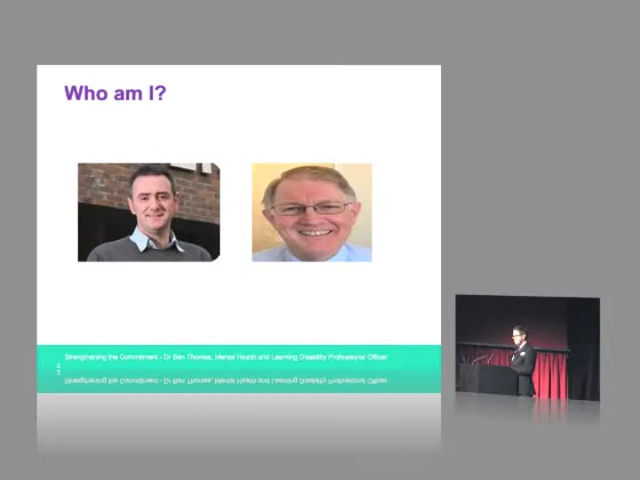 Who am I?
Strengthening the Commitment - Dr Ben Thomas, Mental Health and Learning Disability Professional Officer